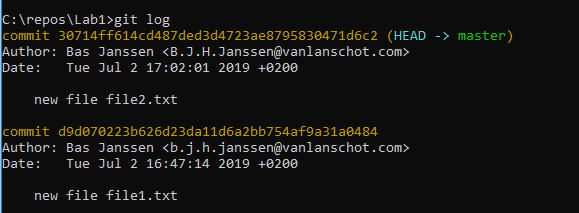 C:\repos\Lab1>git log
commit 30714ff614cd487ded3d4723ae8795830471d6c2 (HEAD -> master)
Author: Bas Janssen <B.J.H.Janssen@vanlanschot.com>
Date:   Tue Jul 2 17:02:01 2019 +0200
new file file2.txt
commit d9d070223b626d23da11d6a2bb754af9a31a0484
Author: Bas Janssen <b.j.h.janssen@vanlanschot.com>
Date:   Tue Jul 2 16:47:14 2019 +0200
new file file1.txt